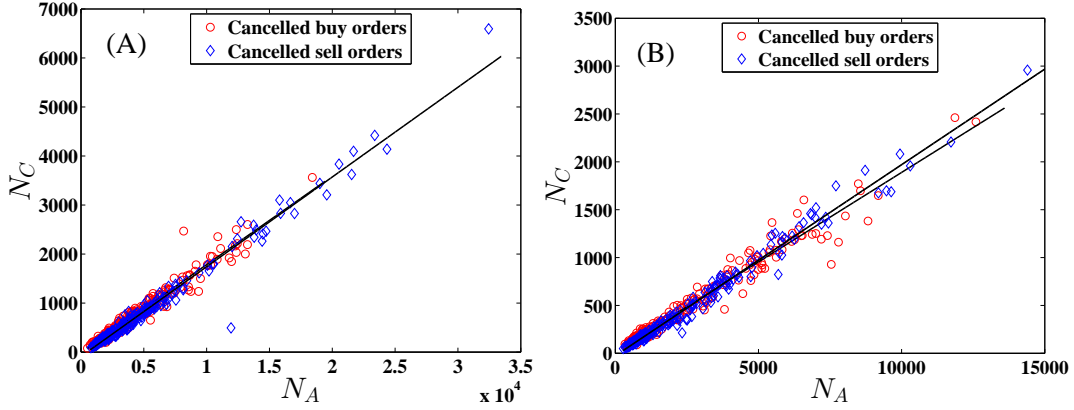 (A)
Cancelled buy orders
Cancelled sell orders
7000
6000
5000
4000
3000
2000
1000
0
N_C
0 0.5 1 1.5 2 2.5 3 3.5
N_A
x 10^4
(B)
Cancelled buy orders
Cancelled sell orders
3500
3000
2500
2000
1500
1000
500
0
N_C
0 5000 10000 15000
N_A